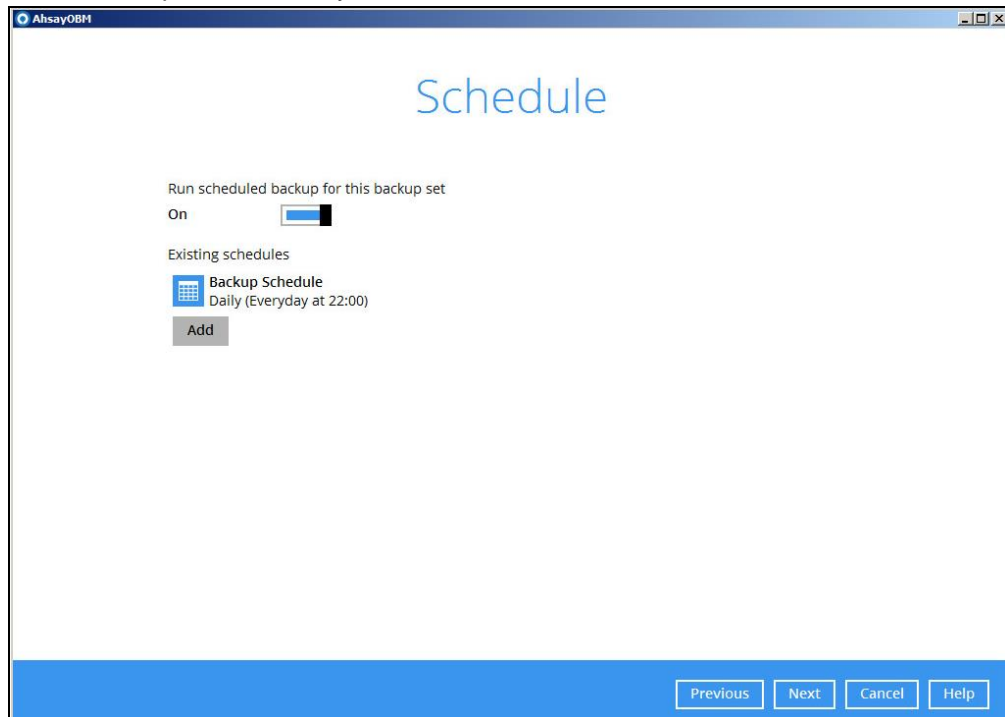 AhsayOBM
Schedule
Run scheduled backup for this backup set
On
Existing schedules
Backup Schedule
Daily (Everyday at 22:00)
Add
Previous Next Cancel Help